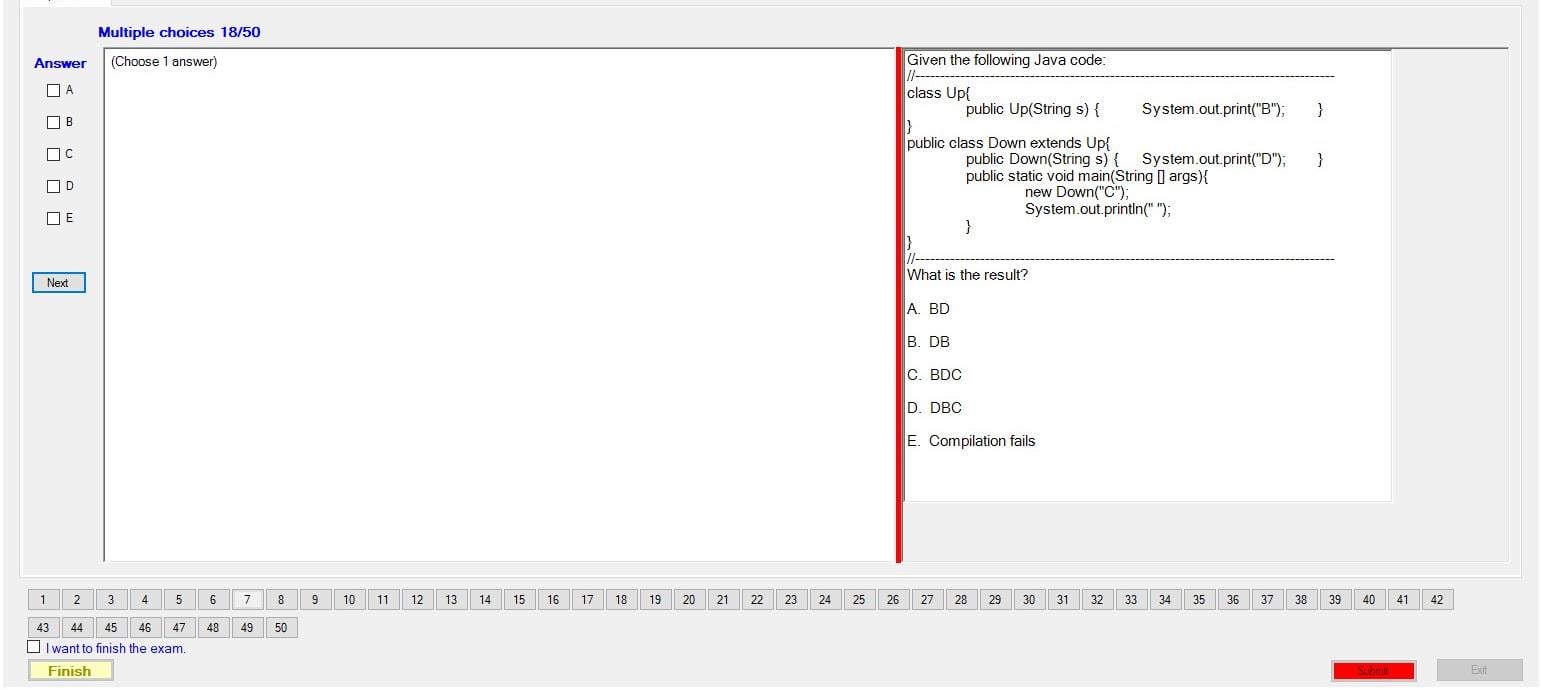 Multiple choices 18/50
Answer
A
B
C
D
E
Next
(Choose 1 answer)
Given the following Java code:
//------------------------------------------------------------------------------------
class Up{
public Up(String s) { System.out.print("B"); }
}
public class Down extends Up{
public Down(String s) { System.out.print("D"); }
public static void main(String [] args){
new Down("C");
System.out.println(" ");
}
}
//------------------------------------------------------------------------------------
What is the result?
A. BD
B. DB
C. BDC
D. DBC
E. Compilation fails
1 2 3 4 5 6 7 8 9 10 11 12 13 14 15 16 17 18 19 20 21 22 23 24 25 26 27 28 29 30 31 32 33 34 35 36 37 38 39 40 41 42
43 44 45 46 47 48 49 50
I want to finish the exam.
Finish
Submit
Exit